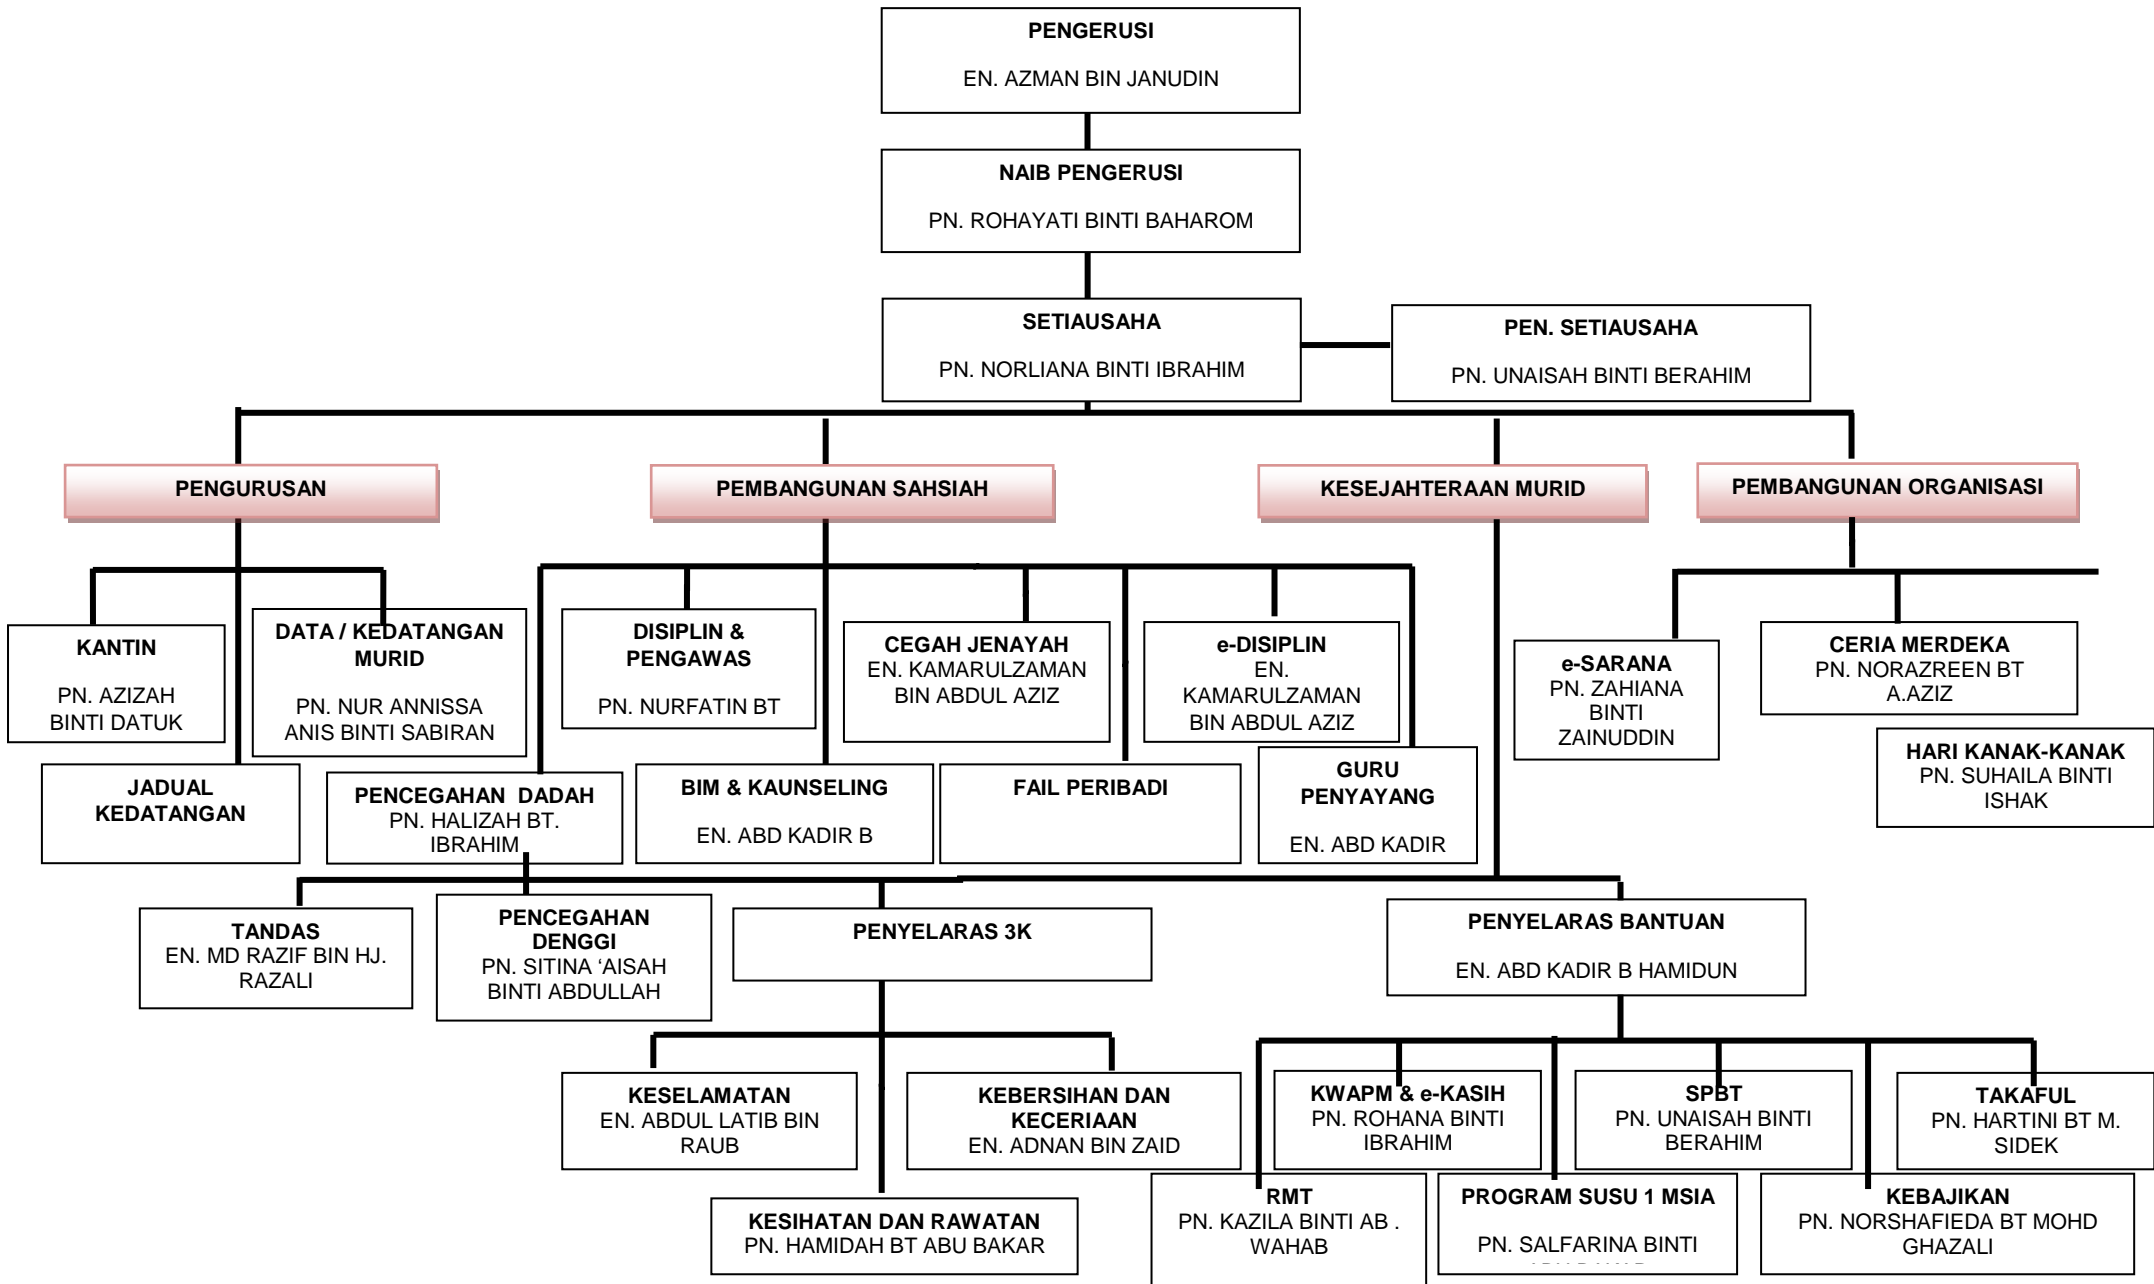 PENGERUSI
EN. AZMAN BIN JANUDIN
NAIB PENGERUSI
PN. ROHAYATI BINTI BAHAROM
SETIAUSAHA
PN. NORLIANA BINTI IBRAHIM
PEN. SETIAUSAHA
PN. UNAISAH BINTI BERAHIM
PENGURUSAN
PEMBANGUNAN SAHSIAH
KESEJAHTERAAN MURID
PEMBANGUNAN ORGANISASI
KANTIN
PN. AZIZAH
BINTI DATUK
DATA / KEDATANGAN
MURID
PN. NUR ANNISSA
ANIS BINTI SABIRAN
DISIPLIN &
PENGAWAS
PN. NURFATIN BT
CEGAH JENAYAH
EN. KAMARULZAMAN
BIN ABDUL AZIZ
e-DISIPLIN
EN.
KAMARULZAMAN
BIN ABDUL AZIZ
e-SARANA
PN. ZAHIANA
BINTI
ZAINUDDIN
CERIA MERDEKA
PN. NORAZREEN BT
A.AZIZ
HARI KANAK-KANAK
PN. SUHAILA BINTI
ISHAK
JADUAL
KEDATANGAN
PENCEGAHAN  DADAH
PN. HALIZAH BT.
IBRAHIM
BIM & KAUNSELING
EN. ABD KADIR B
FAIL PERIBADI
GURU
PENYAYANG
EN. ABD KADIR
TANDAS
EN. MD RAZIF BIN HJ.
RAZALI
PENCEGAHAN
DENGGI
PN. SITINA ‘AISAH
BINTI ABDULLAH
PENYELARAS 3K
PENYELARAS BANTUAN
EN. ABD KADIR B HAMIDUN
KESELAMATAN
EN. ABDUL LATIB BIN
RAUB
KEBERSIHAN DAN
KECERIAAN
EN. ADNAN BIN ZAID
KWAPM & e-KASIH
PN. ROHANA BINTI
IBRAHIM
SPBT
PN. UNAISAH BINTI
BERAHIM
TAKAFUL
PN. HARTINI BT M.
SIDEK
KESIHATAN DAN RAWATAN
PN. HAMIDAH BT ABU BAKAR
RMT
PN. KAZILA BINTI AB .
WAHAB
PROGRAM SUSU 1 MSIA
PN. SALFARINA BINTI
KEBAJIKAN
PN. NORSHAFIEDA BT MOHD
GHAZALI